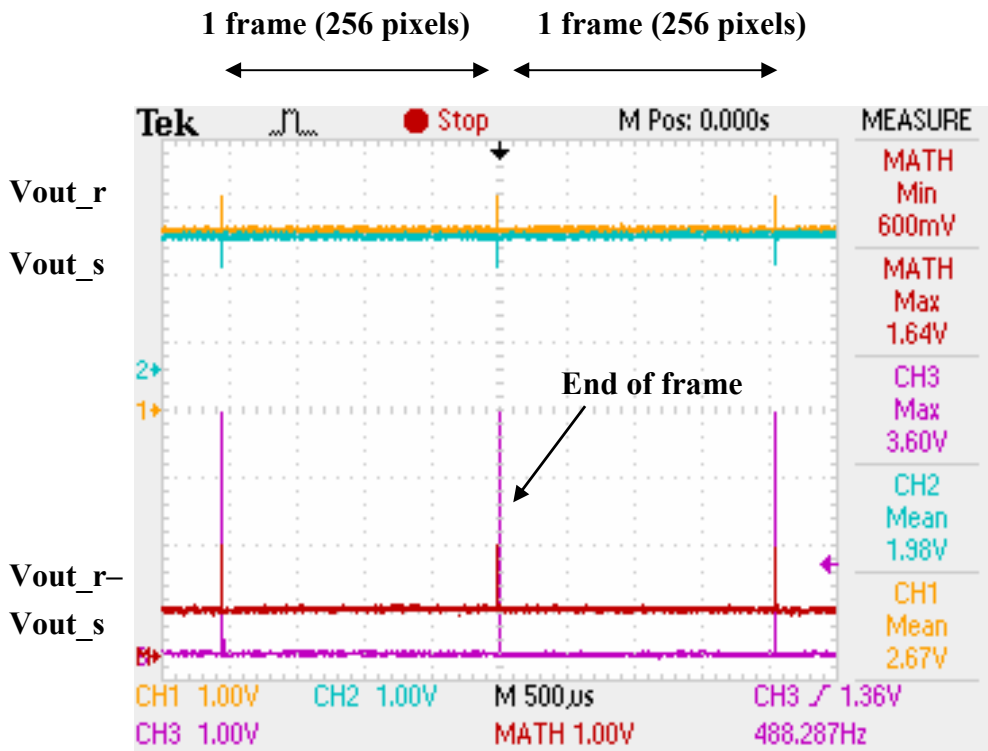 1 frame (256 pixels) 1 frame (256 pixels)
Tek Stop M Pos: 0.000s MEASURE
MATH
Min
600mV
MATH
Max
1.64V
CH3
Max
3.60V
CH2
Mean
1.98V
CH1
Mean
2.67V
Vout_r
Vout_s
2
1
End of frame
Vout_r–
Vout_s
CH1 1.00V CH2 1.00V M 500µs CH3 1.36V
CH3 1.00V MATH 1.00V 488.287Hz